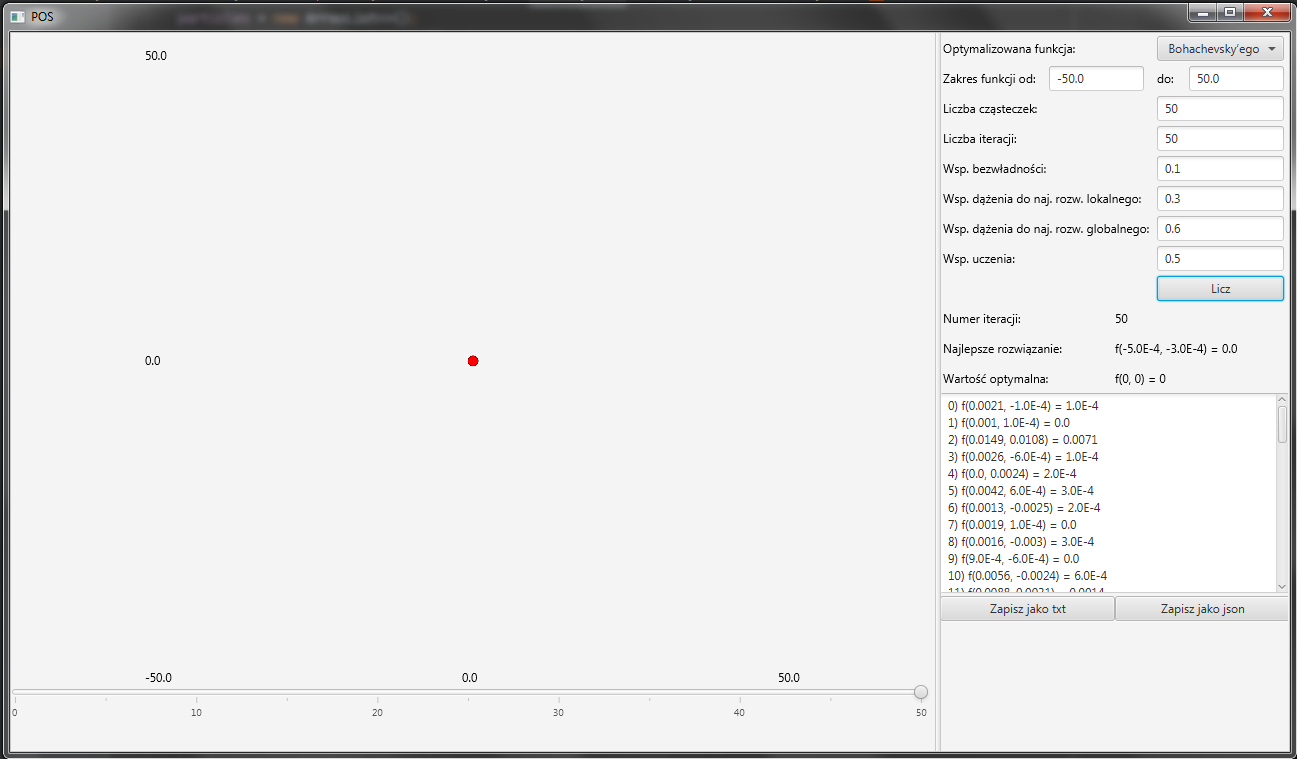 POS
50.0
0.0
-50.0 0.0 50.0
0 10 20 30 40 50
Optymalizowana funkcja: Bohachevsky'ego
Zakres funkcji od: -50.0 do: 50.0
Liczba cząsteczek: 50
Liczba iteracji: 50
Wsp. bezwładności: 0.1
Wsp. dążenia do naj. rozw. lokalnego: 0.3
Wsp. dążenia do naj. rozw. globalnego: 0.6
Wsp. uczenia: 0.5
Licz
Numer iteracji: 50
Najlepsze rozwiązanie: f(-5.0E-4, -3.0E-4) = 0.0
Wartość optymalna: f(0, 0) = 0
0) f(0.0021, -1.0E-4) = 1.0E-4
1) f(0.001, 1.0E-4) = 0.0
2) f(0.0149, 0.0108) = 0.0071
3) f(0.0026, -6.0E-4) = 1.0E-4
4) f(0.0, 0.0024) = 2.0E-4
5) f(0.0042, 6.0E-4) = 3.0E-4
6) f(0.0013, -0.0025) = 2.0E-4
7) f(0.0019, 1.0E-4) = 0.0
8) f(0.0016, -0.003) = 3.0E-4
9) f(9.0E-4, -6.0E-4) = 0.0
10) f(0.0056, -0.0024) = 6.0E-4
Zapisz jako txt Zapisz jako json